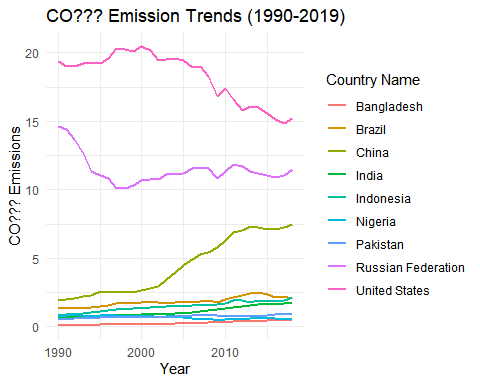 CO??? Emission Trends (1990-2019)
20
15
10
5
0
CO??? Emissions
1990
2000
2010
Year
Country Name
Bangladesh
Brazil
China
India
Indonesia
Nigeria
Pakistan
Russian Federation
United States